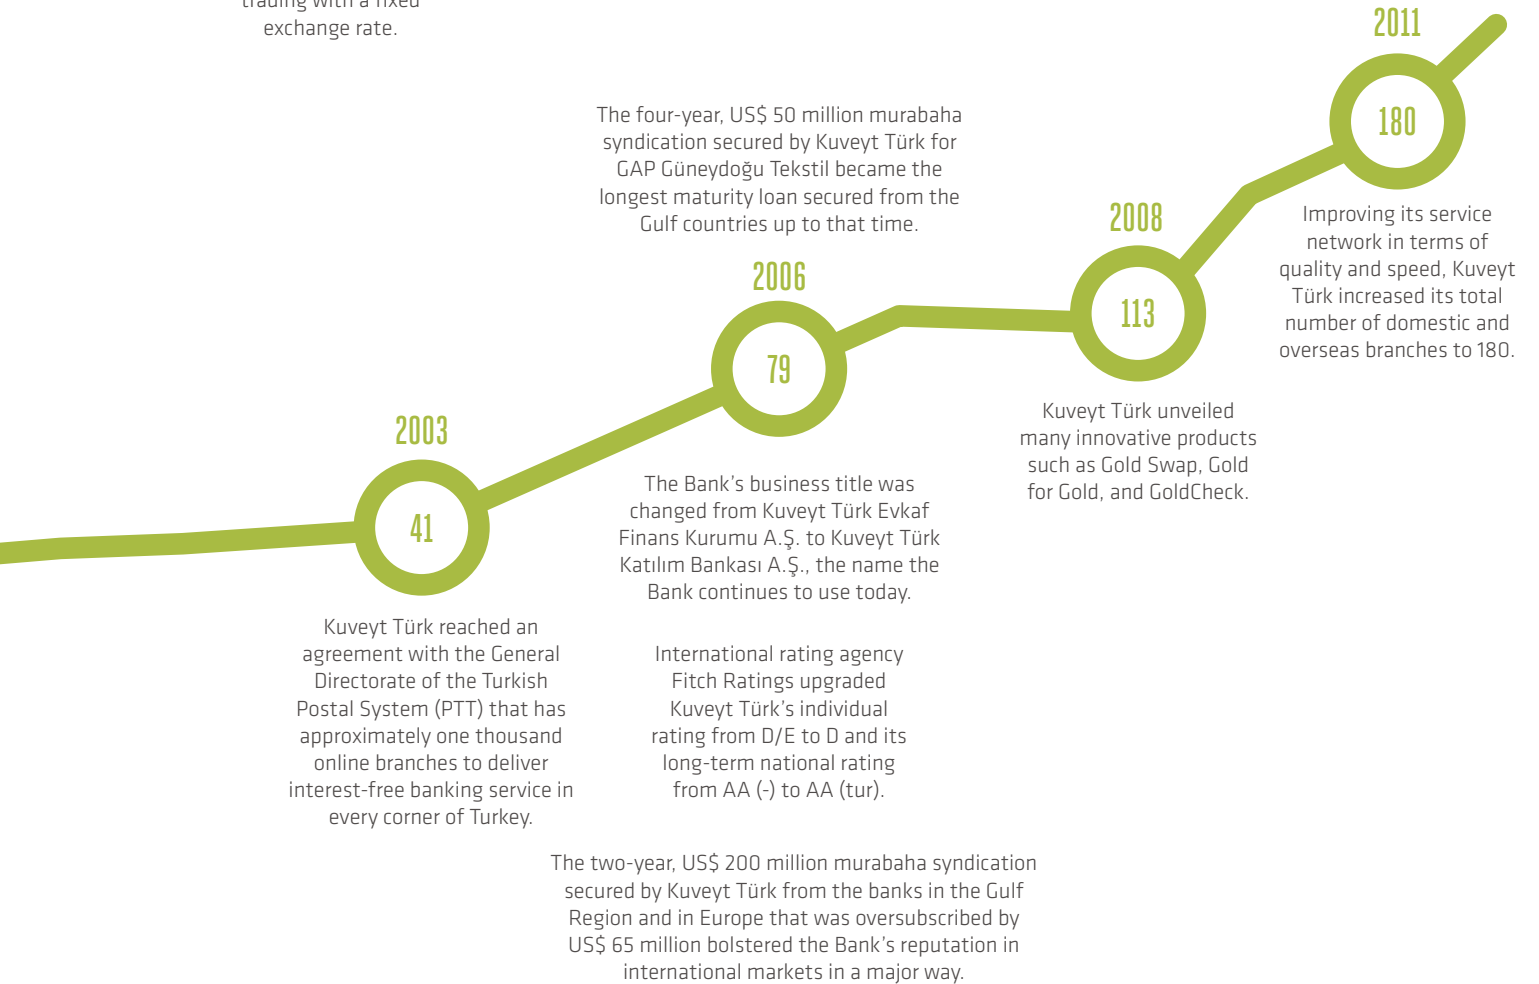 trading with a fixed
exchange rate.
2003
41
Kuveyt Türk reached an
agreement with the General
Directorate of the Turkish
Postal System (PTT) that has
approximately one thousand
online branches to deliver
interest-free banking service in
every corner of Turkey.
The four-year, US$ 50 million murabaha
syndication secured by Kuveyt Türk for
GAP Güneydoğu Tekstil became the
longest maturity loan secured from the
Gulf countries up to that time.
2006
79
The Bank’s business title was
changed from Kuveyt Türk Evkaf
Finans Kurumu A.Ş. to Kuveyt Türk
Katılım Bankası A.Ş., the name the
Bank continues to use today.
International rating agency
Fitch Ratings upgraded
Kuveyt Türk’s individual
rating from D/E to D and its
long-term national rating
from AA (-) to AA (tur).
The two-year, US$ 200 million murabaha syndication
secured by Kuveyt Türk from the banks in the Gulf
Region and in Europe that was oversubscribed by
US$ 65 million bolstered the Bank’s reputation in
international markets in a major way.
2008
113
Kuveyt Türk unveiled
many innovative products
such as Gold Swap, Gold
for Gold, and GoldCheck.
2011
180
Improving its service
network in terms of
quality and speed, Kuveyt
Türk increased its total
number of domestic and
overseas branches to 180.